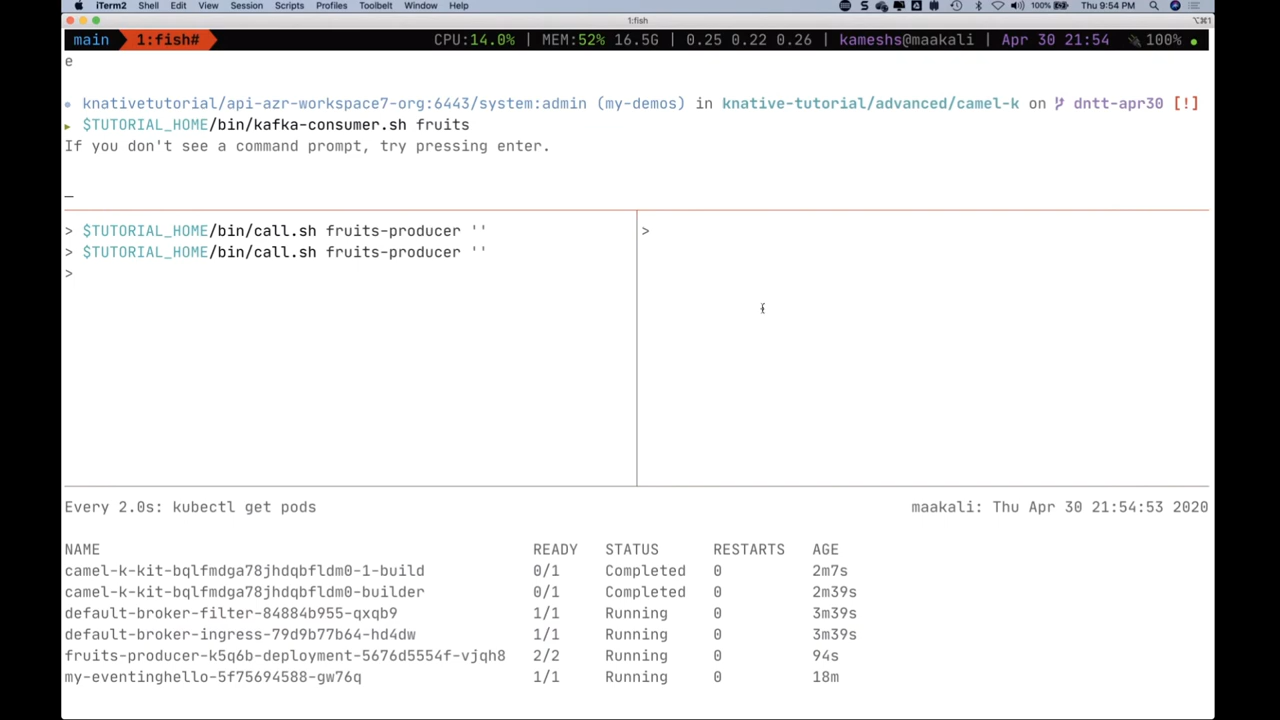 iTerm2 Shell Edit View Session Scripts Profiles Toolbelt Window Help 100% Thu 9:54 PM
1:fish ⌥⌘1
main 1:fish# CPU:14.0% | MEM:52% 16.5G | 0.25 0.22 0.26 | kameshs@maakali | Apr 30 21:54 100% ●
e
● knativetutorial/api-azr-workspace7-org:6443/system:admin (my-demos) in knative-tutorial/advanced/camel-k on dntt-apr30 [!]
▶ $TUTORIAL_HOME/bin/kafka-consumer.sh fruits
If you don't see a command prompt, try pressing enter.
> $TUTORIAL_HOME/bin/call.sh fruits-producer ''
> $TUTORIAL_HOME/bin/call.sh fruits-producer ''
>
>
Every 2.0s: kubectl get pods maakali: Thu Apr 30 21:54:53 2020
NAME READY STATUS RESTARTS AGE
camel-k-kit-bqlfmdga78jhdqbfldm0-1-build 0/1 Completed 0 2m7s
camel-k-kit-bqlfmdga78jhdqbfldm0-builder 0/1 Completed 0 2m39s
default-broker-filter-84884b955-qxqb9 1/1 Running 0 3m39s
default-broker-ingress-79d9b77b64-hd4dw 1/1 Running 0 3m39s
fruits-producer-k5q6b-deployment-5676d5554f-vjqh8 2/2 Running 0 94s
my-eventinghello-5f75694588-gw76q 1/1 Running 0 18m